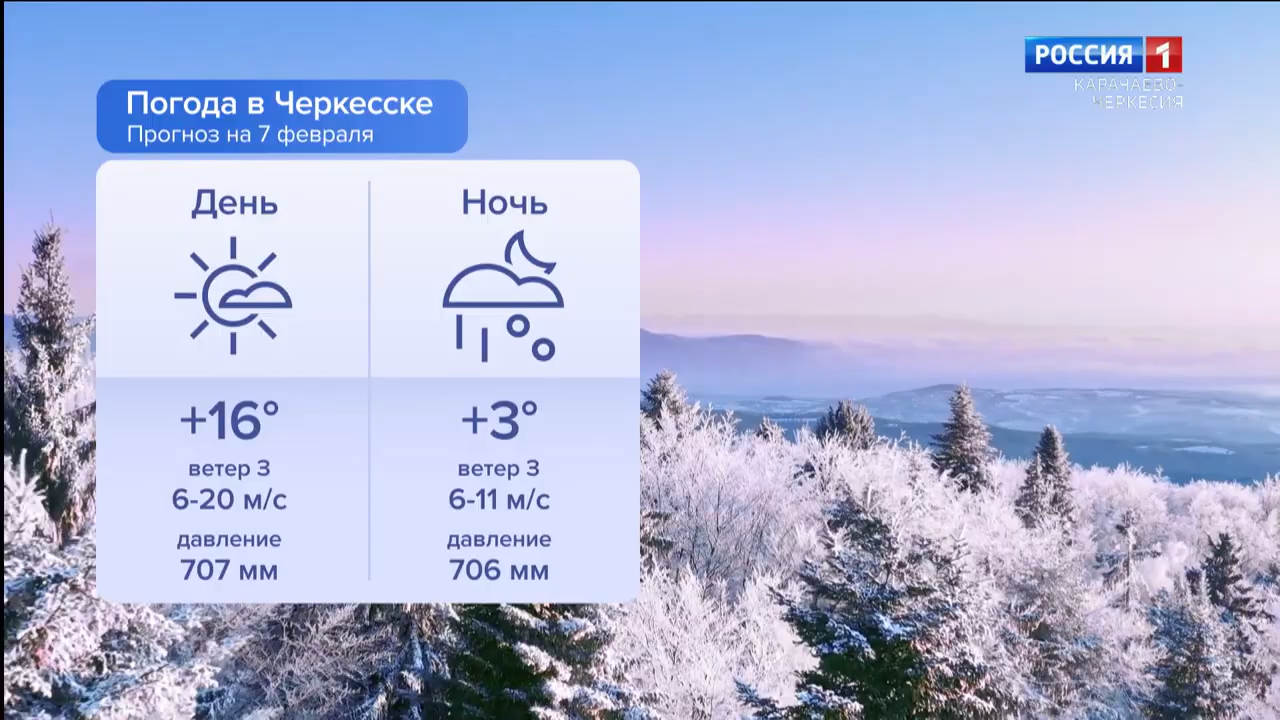 РОССИЯ 1
КАРАЧАЕВО-
ЧЕРКЕСИЯ
Погода в Черкесске
Прогноз на 7 февраля
День
Ночь
+16°
+3°
ветер З
ветер З
6-20 м/с
6-11 м/с
давление
давление
707 мм
706 мм